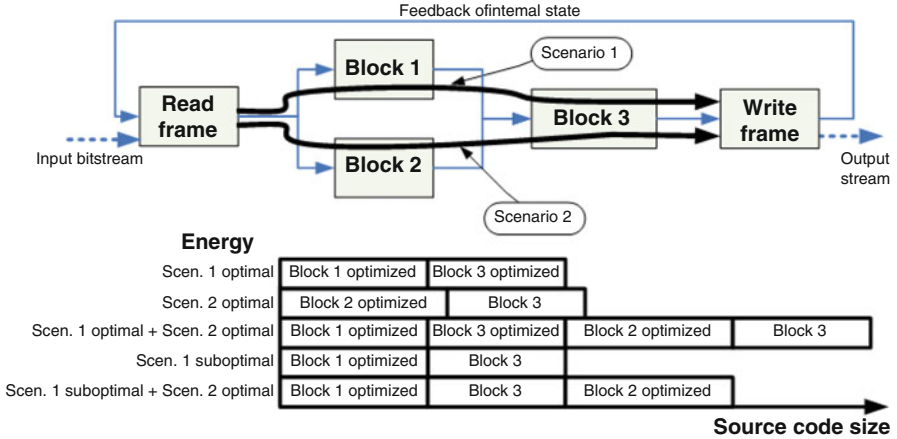 Feedback ofinternal state
Scenario 1
Block 1
Read
frame
Block 3
Write
frame
Input bitstream
Block 2
Output
stream
Scenario 2
Energy
Scen. 1 optimal Block 1 optimized Block 3 optimized
Scen. 2 optimal Block 2 optimized Block 3
Scen. 1 optimal + Scen. 2 optimal Block 1 optimized Block 3 optimized Block 2 optimized Block 3
Scen. 1 suboptimal Block 1 optimized Block 3
Scen. 1 suboptimal + Scen. 2 optimal Block 1 optimized Block 3 Block 2 optimized
Source code size